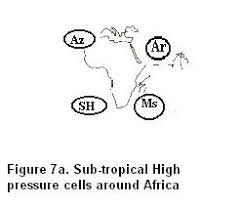 Az
Ar
SH
Ms
Figure 7a. Sub-tropical High
pressure cells around Africa